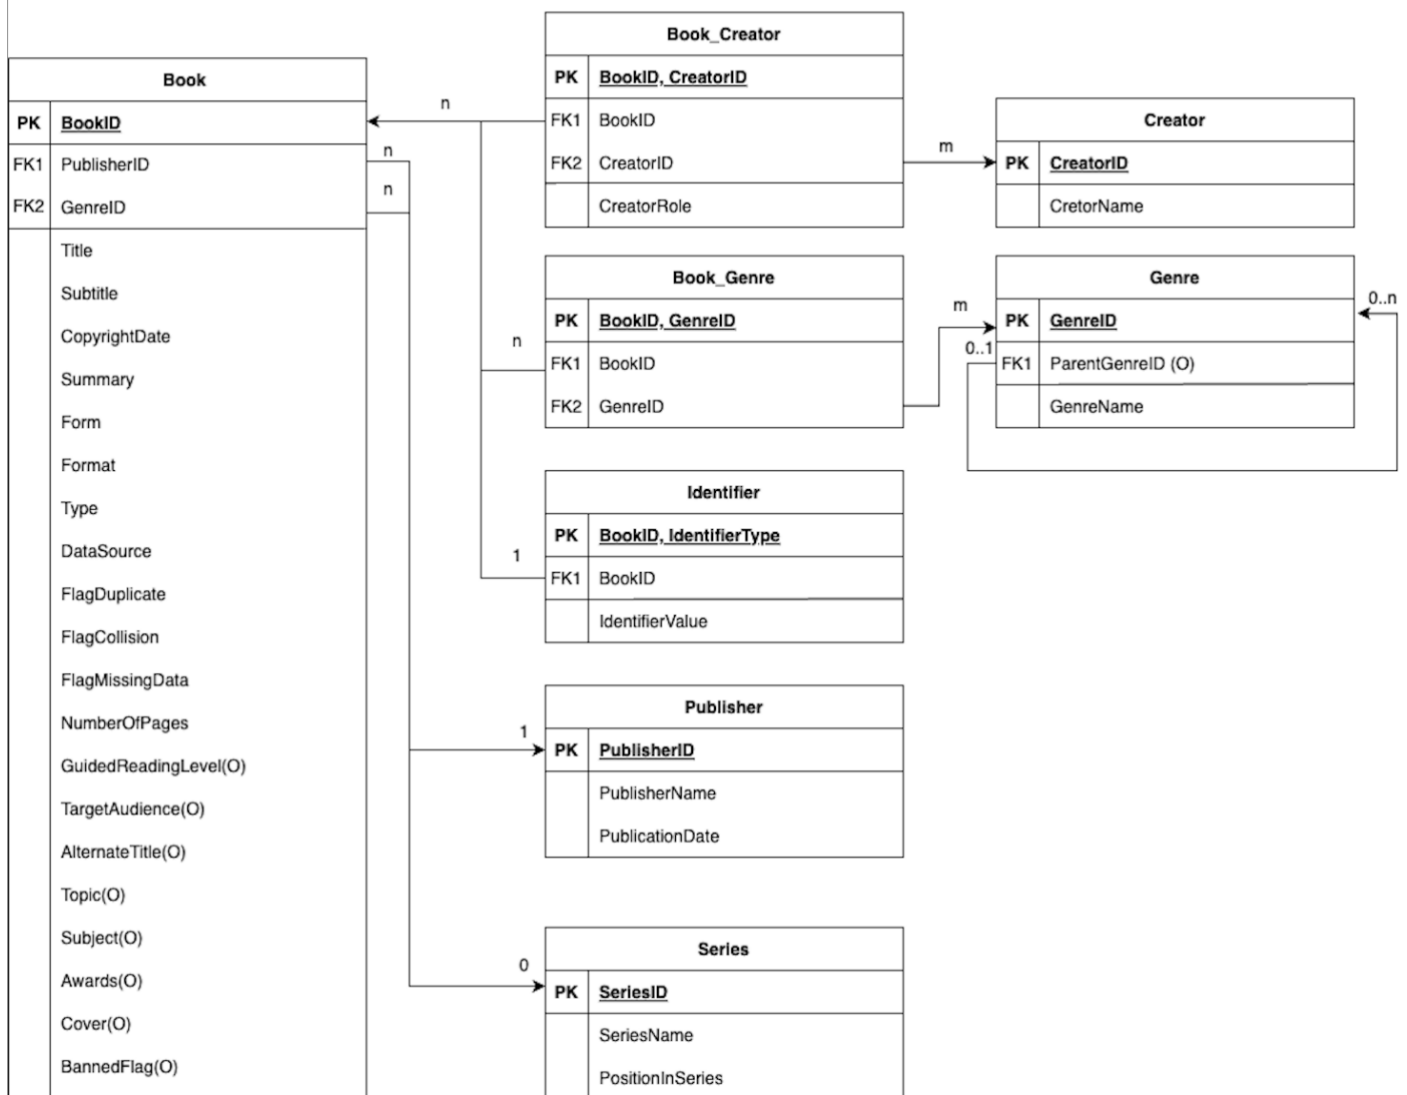 Book
PK BookID
FK1 PublisherID
FK2 GenreID
Title
Subtitle
CopyrightDate
Summary
Form
Format
Type
DataSource
FlagDuplicate
FlagCollision
FlagMissingData
NumberOfPages
GuidedReadingLevel(O)
TargetAudience(O)
AlternateTitle(O)
Topic(O)
Subject(O)
Awards(O)
Cover(O)
BannedFlag(O)
n
n
n
n
1
1
0
Book_Creator
PK BookID, CreatorID
FK1 BookID
FK2 CreatorID
CreatorRole
m
Creator
PK CreatorID
CretorName
Book_Genre
PK BookID, GenreID
FK1 BookID
FK2 GenreID
m
0..1
0..n
Genre
PK GenreID
FK1 ParentGenreID (O)
GenreName
Identifier
PK BookID, IdentifierType
FK1 BookID
IdentifierValue
Publisher
PK PublisherID
PublisherName
PublicationDate
Series
PK SeriesID
SeriesName
PositionInSeries